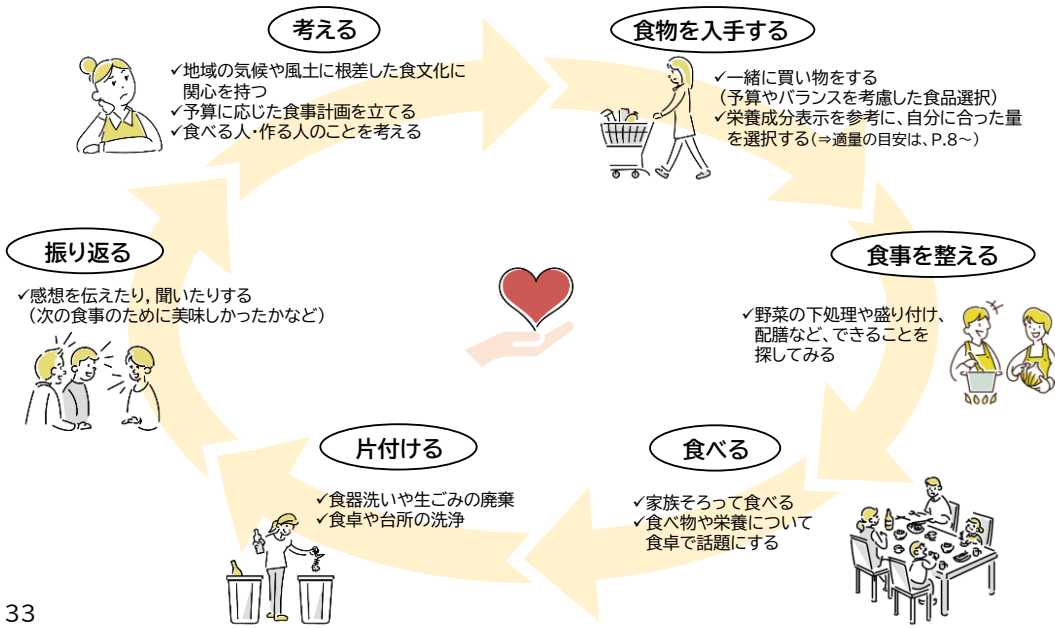 考える
✓地域の気候や風土に根差した食文化に
関心を持つ
✓予算に応じた食事計画を立てる
✓食べる人・作る人のことを考える
食物を入手する
✓一緒に買い物をする
(予算やバランスを考慮した食品選択)
✓栄養成分表示を参考に、自分に合った量
を選択する(⇒適量の目安は、P.8~)
食事を整える
✓野菜の下処理や盛り付け、
配膳など、できることを
探してみる
食べる
✓家族そろって食べる
✓食べ物や栄養について
食卓で話題にする
片付ける
✓食器洗いや生ごみの廃棄
✓食卓や台所の洗浄
振り返る
✓感想を伝えたり,聞いたりする
(次の食事のために美味しかったかなど)
33